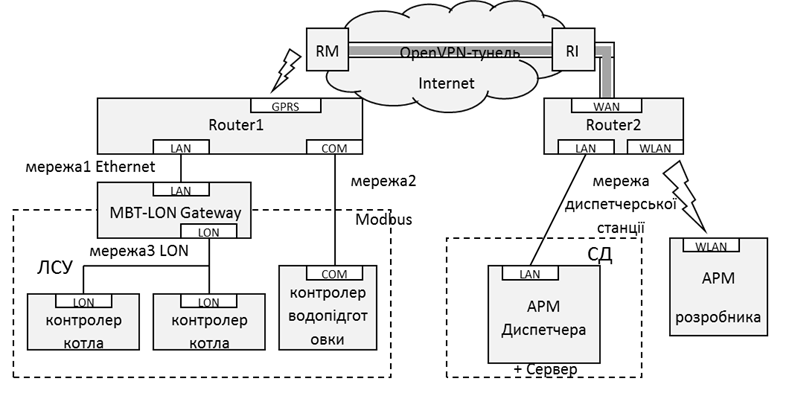 RM
OpenVPN-тунель
RI
Internet
GPRS
Router1
LAN
COM
WAN
Router2
LAN
WLAN
мережа1 Ethernet
мережа2
Modbus
LAN
MBT-LON Gateway
LON
мережа3 LON
ЛСУ
LON
контролер
котла
LON
контролер
котла
COM
контролер
водопідгот
овки
мережа
диспетчерської
станції
СД
LAN
АРМ
Диспетчера
+ Сервер
WLAN
АРМ
розробника